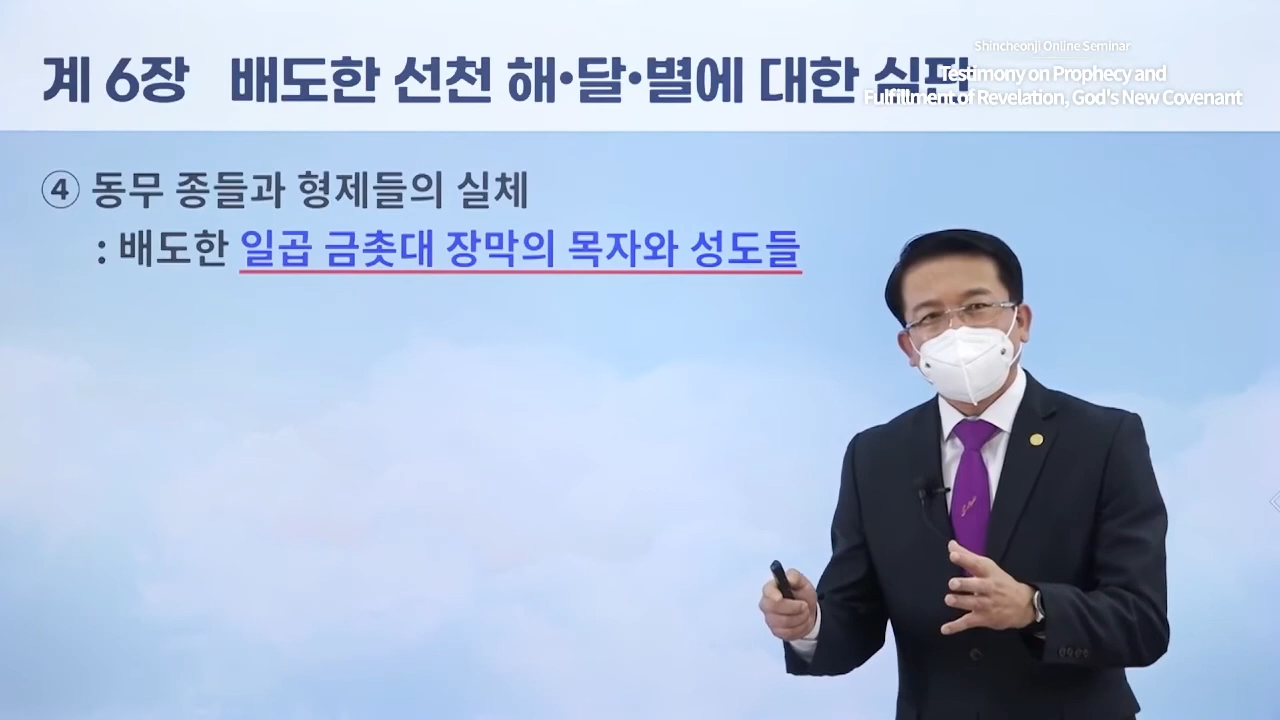 계 6장 배도한 선천 해•달•별에 대한 심판
Shincheonji Online Seminar
Testimony on Prophecy and
Fulfillment of Revelation, God's New Covenant
④ 동무 종들과 형제들의 실체
: 배도한 일곱 금촛대 장막의 목자와 성도들